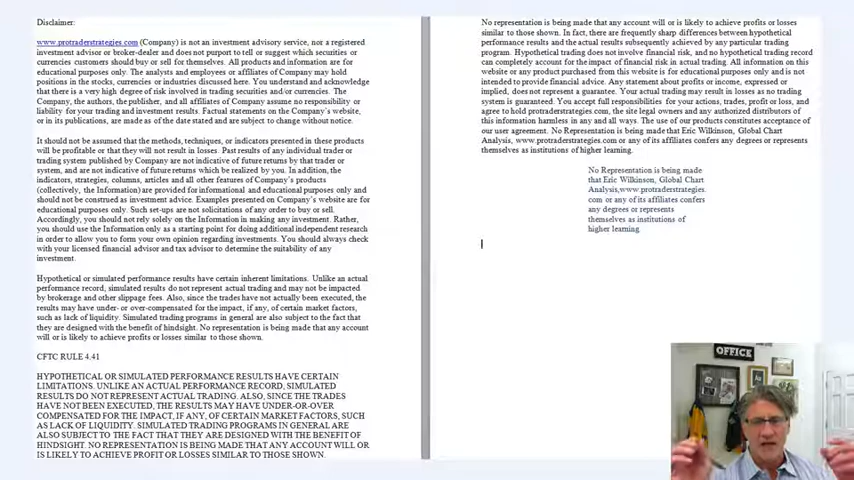 Disclaimer:
www.protraderstrategies.com (Company) is not an investment advisory service, nor a registered
investment advisor or broker-dealer and does not purport to tell or suggest which securities or
currencies customers should buy or sell for themselves. All products and information are for
educational purposes only. The analysts and employees or affiliates of Company may hold
positions in the stocks, currencies or industries discussed here. You understand and acknowledge
that there is a very high degree of risk involved in trading securities and/or currencies. The
Company, the authors, the publisher, and all affiliates of Company assume no responsibility or
liability for your trading and investment results. Factual statements on the Company's website,
or in its publications, are made as of the date stated and are subject to change without notice.
It should not be assumed that the methods, techniques, or indicators presented in these products
will be profitable or that they will not result in losses. Past results of any individual trader or
trading system published by Company are not indicative of future returns by that trader or
system, and are not indicative of future returns which be realized by you. In addition, the
indicators, strategies, columns, articles and all other features of Company's products
(collectively, the Information) are provided for informational and educational purposes only and
should not be construed as investment advice. Examples presented on Company's website are for
educational purposes only. Such set-ups are not solicitations of any order to buy or sell.
Accordingly, you should not rely solely on the Information in making any investment. Rather,
you should use the Information only as a starting point for doing additional independent research
in order to allow you to form your own opinion regarding investments. You should always check
with your licensed financial advisor and tax advisor to determine the suitability of any
investment.
Hypothetical or simulated performance results have certain inherent limitations. Unlike an actual
performance record, simulated results do not represent actual trading and may not be impacted
by brokerage and other slippage fees. Also, since the trades have not actually been executed, the
results may have under- or over-compensated for the impact, if any, of certain market factors,
such as lack of liquidity. Simulated trading programs in general are also subject to the fact that
they are designed with the benefit of hindsight. No representation is being made that any account
will or is likely to achieve profits or losses similar to those shown.
CFTC RULE 4.41
HYPOTHETICAL OR SIMULATED PERFORMANCE RESULTS HAVE CERTAIN
LIMITATIONS. UNLIKE AN ACTUAL PERFORMANCE RECORD, SIMULATED
RESULTS DO NOT REPRESENT ACTUAL TRADING. ALSO, SINCE THE TRADES
HAVE NOT BEEN EXECUTED, THE RESULTS MAY HAVE UNDER-OR-OVER
COMPENSATED FOR THE IMPACT, IF ANY, OF CERTAIN MARKET FACTORS, SUCH
AS LACK OF LIQUIDITY. SIMULATED TRADING PROGRAMS IN GENERAL ARE
ALSO SUBJECT TO THE FACT THAT THEY ARE DESIGNED WITH THE BENEFIT OF
HINDSIGHT. NO REPRESENTATION IS BEING MADE THAT ANY ACCOUNT WILL OR
IS LIKELY TO ACHIEVE PROFIT OR LOSSES SIMILAR TO THOSE SHOWN.
No representation is being made that any account will or is likely to achieve profits or losses
similar to those shown. In fact, there are frequently sharp differences between hypothetical
performance results and the actual results subsequently achieved by any particular trading
program. Hypothetical trading does not involve financial risk, and no hypothetical trading record
can completely account for the impact of financial risk in actual trading. All information on this
website or any product purchased from this website is for educational purposes only and is not
intended to provide financial advice. Any statement about profits or income, expressed or
implied, does not represent a guarantee. Your actual trading may result in losses as no trading
system is guaranteed. You accept full responsibilities for your actions, trades, profit or loss, and
agree to hold protraderstrategies.com, the site legal owners and any authorized distributors of
this information harmless in any and all ways. The use of our products constitutes acceptance of
our user agreement. No Representation is being made that Eric Wilkinson, Global Chart
Analysis, www.protraderstrategies.com or any of its affiliates confers any degrees or represents
themselves as institutions of higher learning.
No Representation is being made
that Eric Wilkinson, Global Chart
Analysis,www.protraderstrategies.
com or any of its affiliates confers
any degrees or represents
themselves as institutions of
higher learning
OFFICE